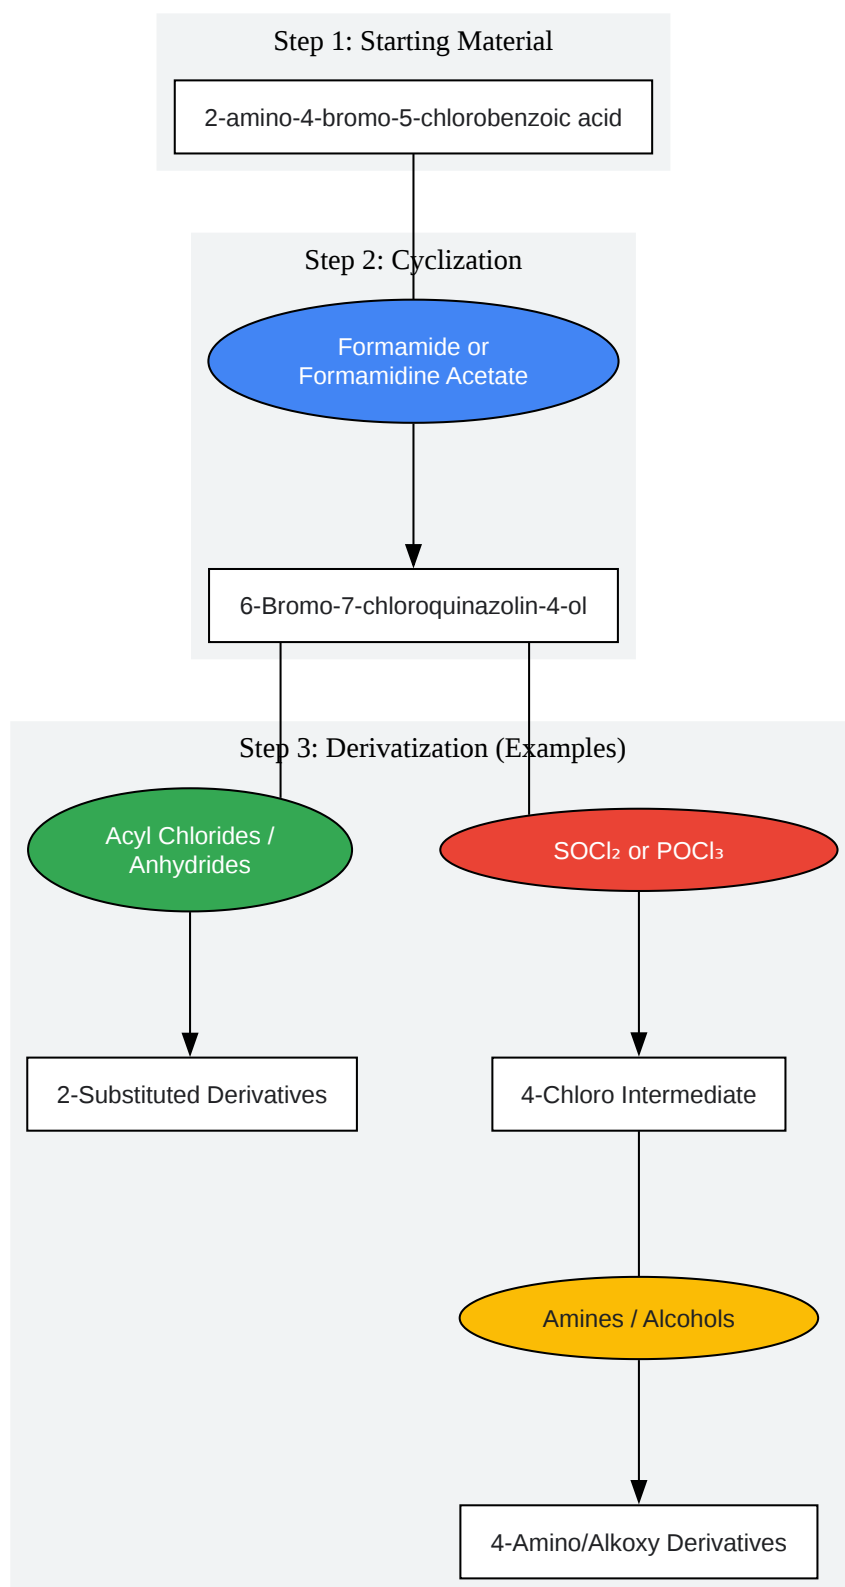 Step 1: Starting Material
2-amino-4-bromo-5-chlorobenzoic acid
Step 2: Cyclization
Formamide or
Formamidine Acetate
6-Bromo-7-chloroquinazolin-4-ol
Step 3: Derivatization (Examples)
Acyl Chlorides /
Anhydrides
SOCl₂ or POCl₃
2-Substituted Derivatives
4-Chloro Intermediate
Amines / Alcohols
4-Amino/Alkoxy Derivatives